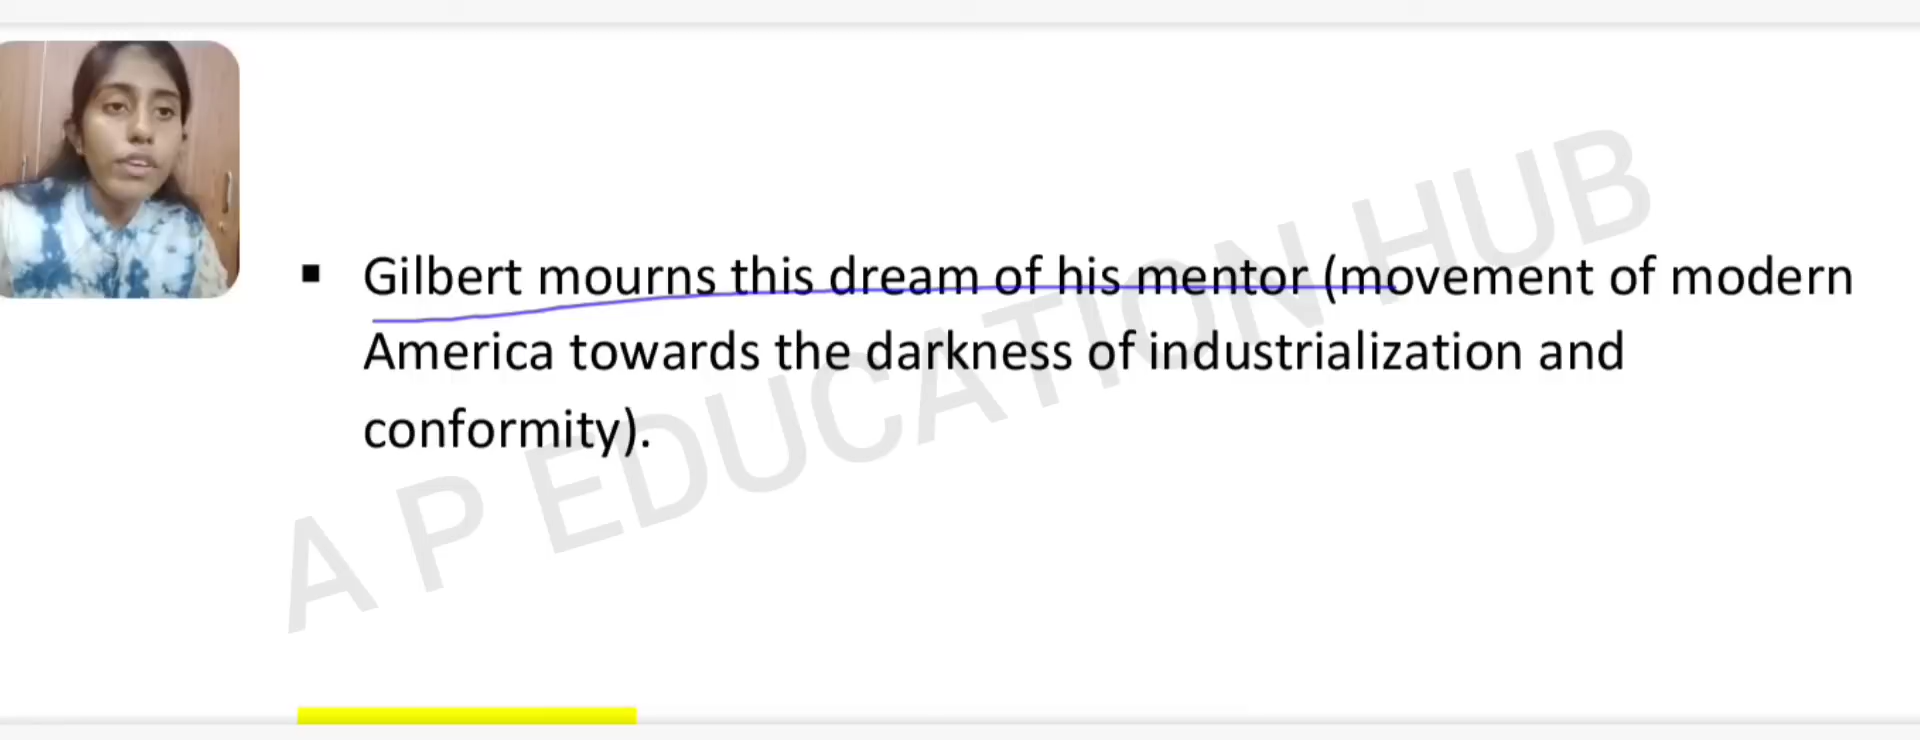 ▪ Gilbert mourns this dream of his mentor (movement of modern
America towards the darkness of industrialization and
conformity).
A P EDUCATION HUB